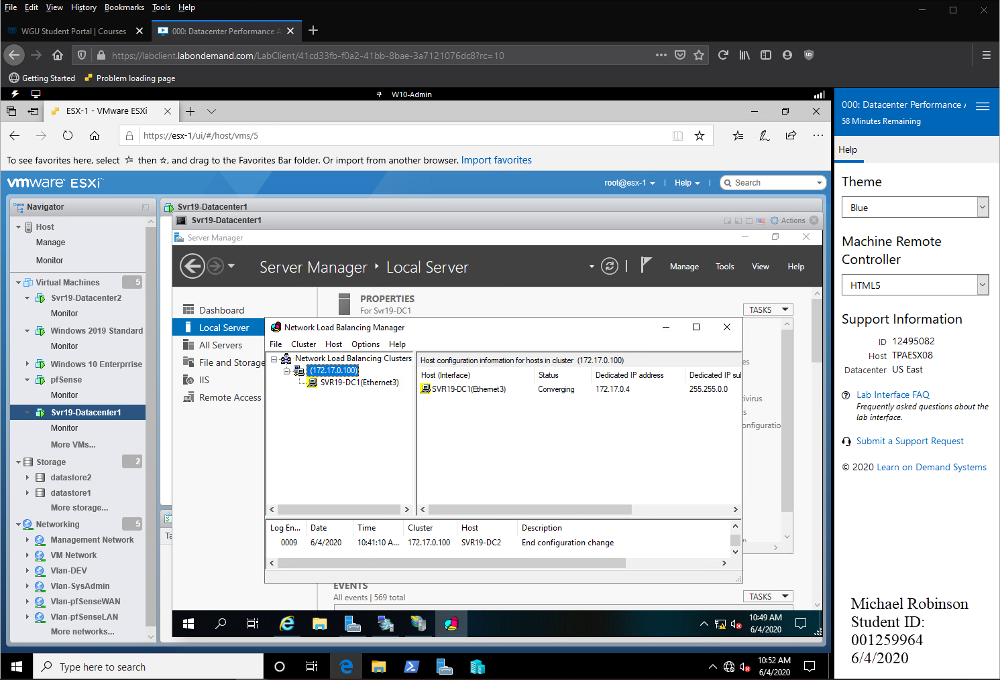 File Edit View History Bookmarks Tools Help
WGU Student Portal | Courses
000: Datacenter Performance A
https://labclient.labondemand.com/LabClient/41cd33fb-f0a2-41bb-8bae-3a7121076dc8?rc=10
Getting Started Problem loading page
W10-Admin
ESX-1 - VMware ESXi
https://esx-1/ui/#/host/vms/5
To see favorites here, select then ☆, and drag to the Favorites Bar folder. Or import from another browser. Import favorites
vmware ESXi
root@esx-1 | Help | Search
Navigator
Host
Manage
Monitor
Virtual Machines 5
Svr19-Datacenter2
Monitor
Windows 2019 Standard
Monitor
Windows 10 Enterprrise
pfSense
Monitor
Svr19-Datacenter1
Monitor
More VMs...
Storage 2
datastore2
datastore1
More storage...
Networking 5
Management Network
VM Network
Vlan-DEV
Vlan-SysAdmin
Vlan-pfSenseWAN
Vlan-pfSenseLAN
More networks...
Svr19-Datacenter1
Svr19-Datacenter1
Actions
Server Manager
Server Manager Local Server
Manage Tools View Help
Dashboard
Local Server
All Servers
File and Storage
IIS
Remote Access
PROPERTIES
For Svr19-DC1
TASKS
Network Load Balancing Manager
File Cluster Host Options Help
Network Load Balancing Clusters
(172.17.0.100)
SVR19-DC1(Ethernet3)
Host configuration information for hosts in cluster (172.17.0.100)
Host (Interface) Status Dedicated IP address Dedicated IP sul
SVR19-DC1(Ethernet3) Converging 172.17.0.4 255.255.0.0
es
tivirus
s
onfiguratio
n
Log En... Date Time Cluster Host Description
0009 6/4/2020 10:41:10 A... 172.17.0.100 SVR19-DC2 End configuration change
Ta
EVENTS
All events | 569 total
TASKS
10:49 AM
6/4/2020
Type here to search
10:52 AM
6/4/2020
000: Datacenter Performance A
58 Minutes Remaining
Help
Theme
Blue
Machine Remote
Controller
HTML5
Support Information
ID 12495082
Host TPAESX08
Datacenter US East
Lab Interface FAQ
Frequently asked questions about the
lab interface.
Submit a Support Request
© 2020 Learn on Demand Systems
Michael Robinson
Student ID:
001259964
6/4/2020